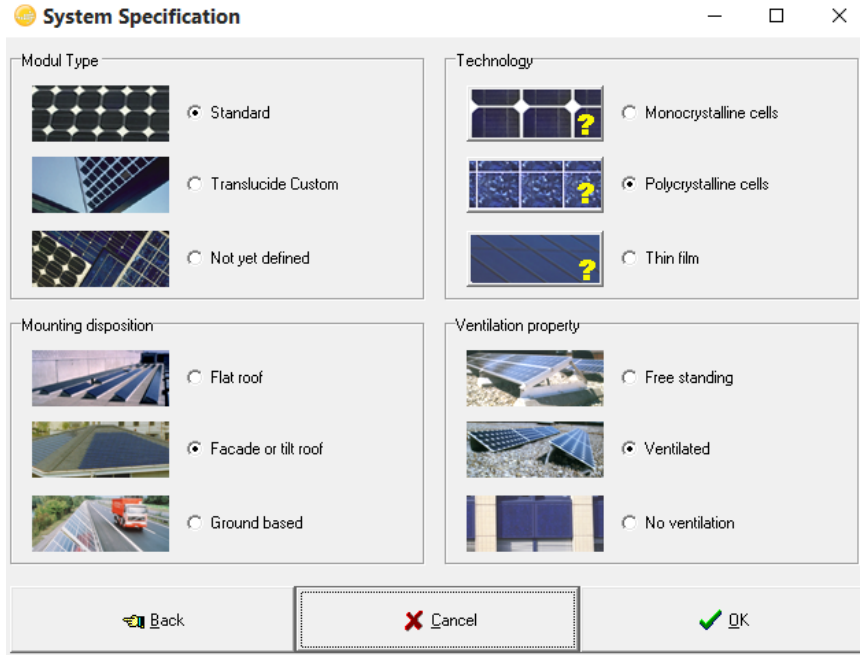 System Specification
Modul Type
Standard
Translucide Custom
Not yet defined
Technology
? Monocrystalline cells
? Polycrystalline cells
? Thin film
Mounting disposition
Flat roof
Facade or tilt roof
Ground based
Ventilation property
Free standing
Ventilated
No ventilation
Back
Cancel
OK